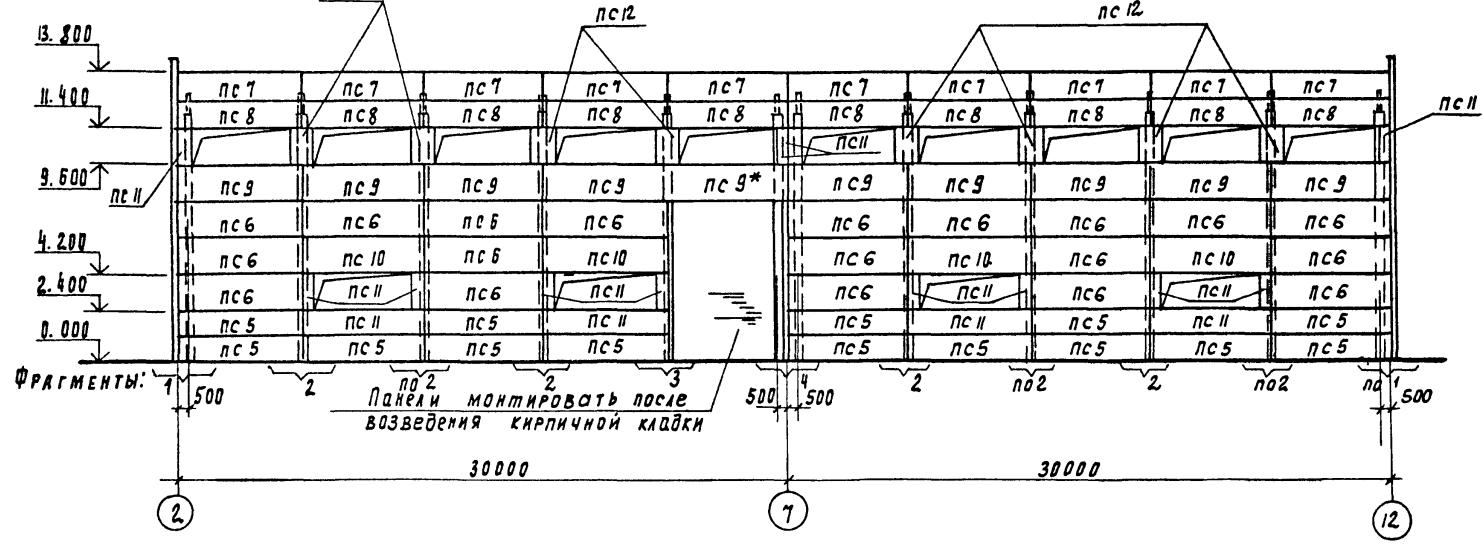 пс 12 пс 12
13.800
пс 7 пс 7 пс 7 пс 7 пс 7 пс 7 пс 7 пс 7 пс 7 пс 7
11.400
пс 8 пс 8 пс 8 пс 8 пс 8 пс 8 пс 8 пс 8 пс 8 пс 8
пс 11
пс 11
9.600
пс 11
пс 9 пс 9 пс 9 пс 9 пс 9* пс 9 пс 9 пс 9 пс 9 пс 9
пс 6 пс 6 пс 6 пс 6 пс 6 пс 6 пс 6 пс 6 пс 6
4.200
пс 6 пс 10 пс 6 пс 10 пс 6 пс 10 пс 6 пс 10 пс 6
2.400
пс 6 пс 11 пс 6 пс 11 пс 6 пс 11 пс 6 пс 11 пс 6
0.000
пс 5 пс 11 пс 5 пс 11 пс 5 пс 11 пс 5 пс 11 пс 5
пс 5 пс 5 пс 5 пс 5 пс 5 пс 5 пс 5 пс 5 пс 5
Фрагменты: 1 2 по 2 2 3 4 2 по 2 2 по 2 по 1
500 500 500 500
Панели монтировать после
возведения кирпичной кладки
30000 30000
2 7 12